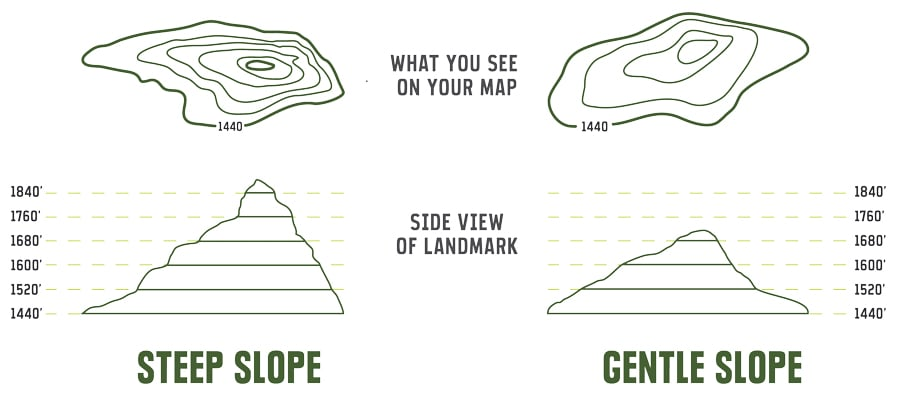 WHAT YOU SEE
ON YOUR MAP
1440
1440
1840'
1760'
1680'
1600'
1520'
1440'
SIDE VIEW
OF LANDMARK
1840'
1760'
1680'
1600'
1520'
1440'
STEEP SLOPE
GENTLE SLOPE